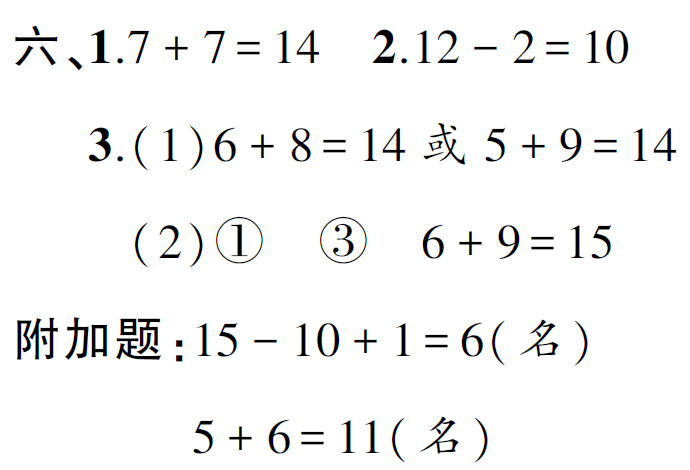 六、1.7 + 7 = 14 2.12 - 2 = 10
3.(1)6 + 8 = 14 或 5 + 9 = 14
(2)① ③ 6 + 9 = 15
附加题:15 - 10 + 1 = 6(名)
5 + 6 = 11(名)